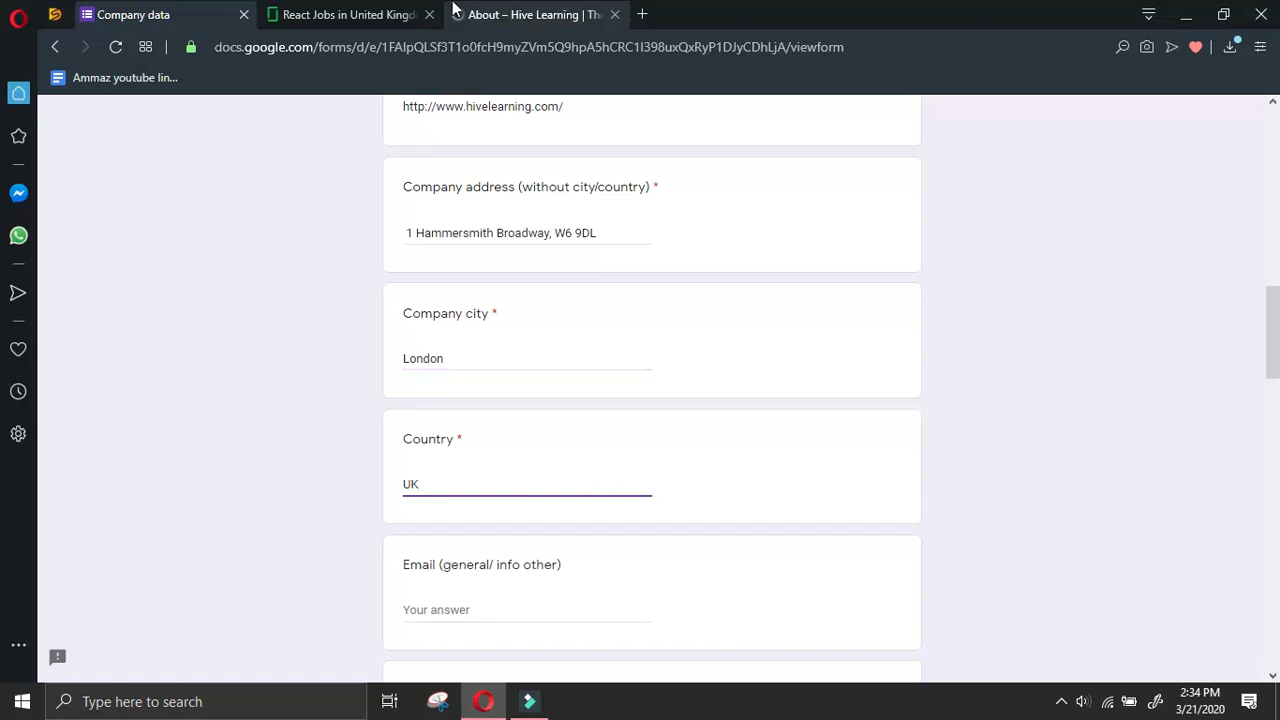 Company data
React Jobs in United Kingd
About – Hive Learning | The
docs.google.com/forms/d/e/1FAIpQLSf3T1o0fcH9myZVm5Q9hpA5hCRC1I398uxQxRyP1DJyCDhLjA/viewform
Ammaz youtube lin...
http://www.hivelearning.com/
Company address (without city/country) *
1 Hammersmith Broadway, W6 9DL
Company city *
London
Country *
UK
Email (general/ info other)
Your answer
Type here to search
2:34 PM
3/21/2020